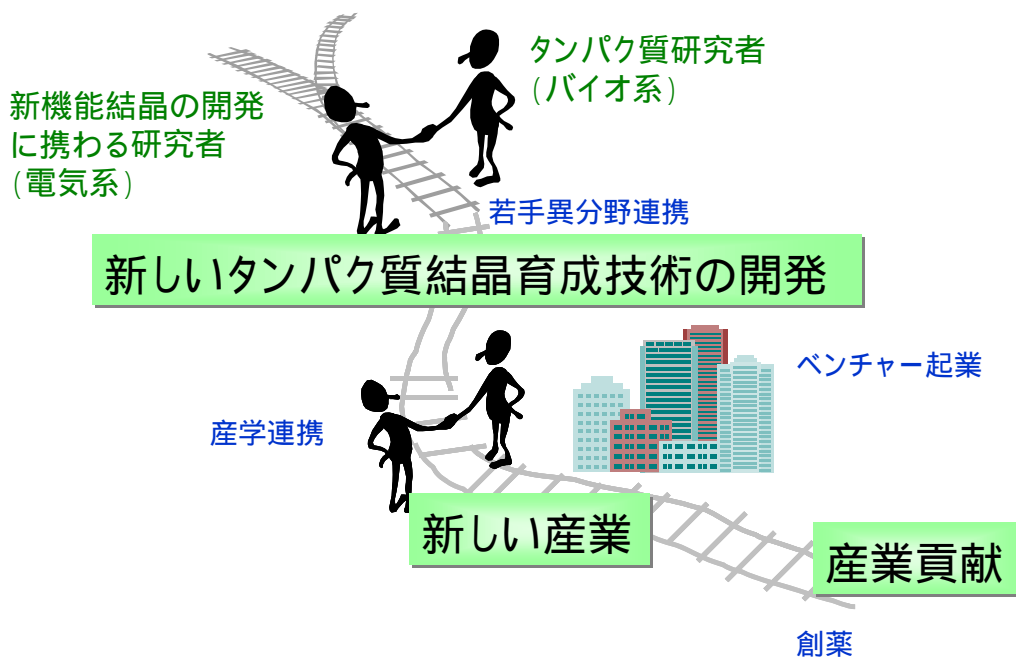 タンパク質研究者
(バイオ系)
新機能結晶の開発
に携わる研究者
(電気系)
若手異分野連携
新しいタンパク質結晶育成技術の開発
ベンチャー起業
産学連携
新しい産業
産業貢献
創薬